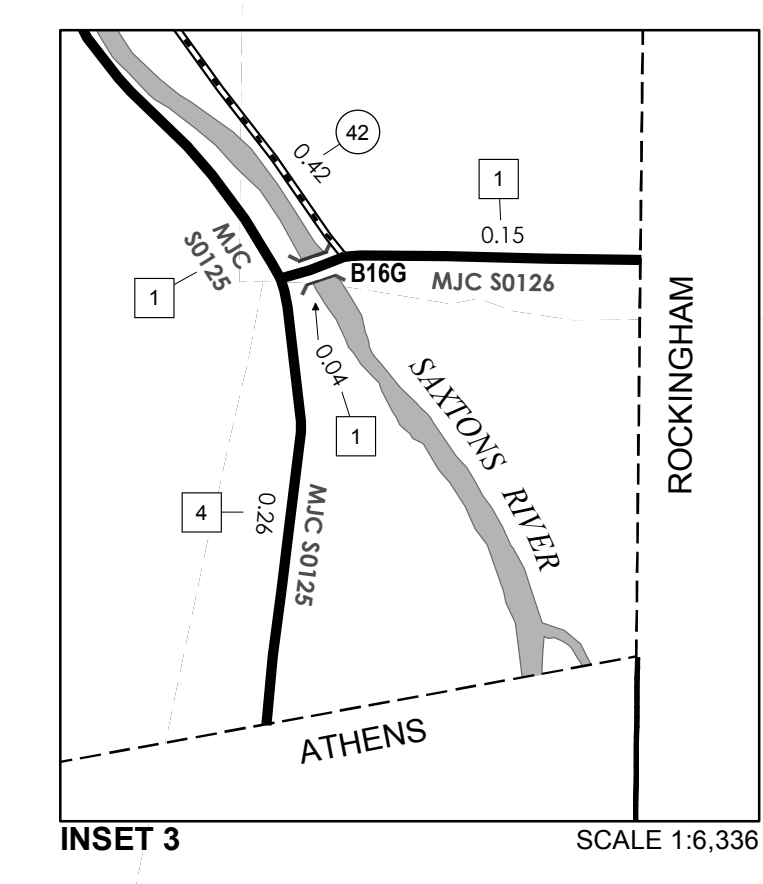 42
0.42
1
0.15
MJC
S0125
B16G
MJC S0126
1
0.04
1
SAXTONS RIVER
ROCKINGHAM
4
0.26
MJC S0125
ATHENS
INSET 3
SCALE 1:6,336